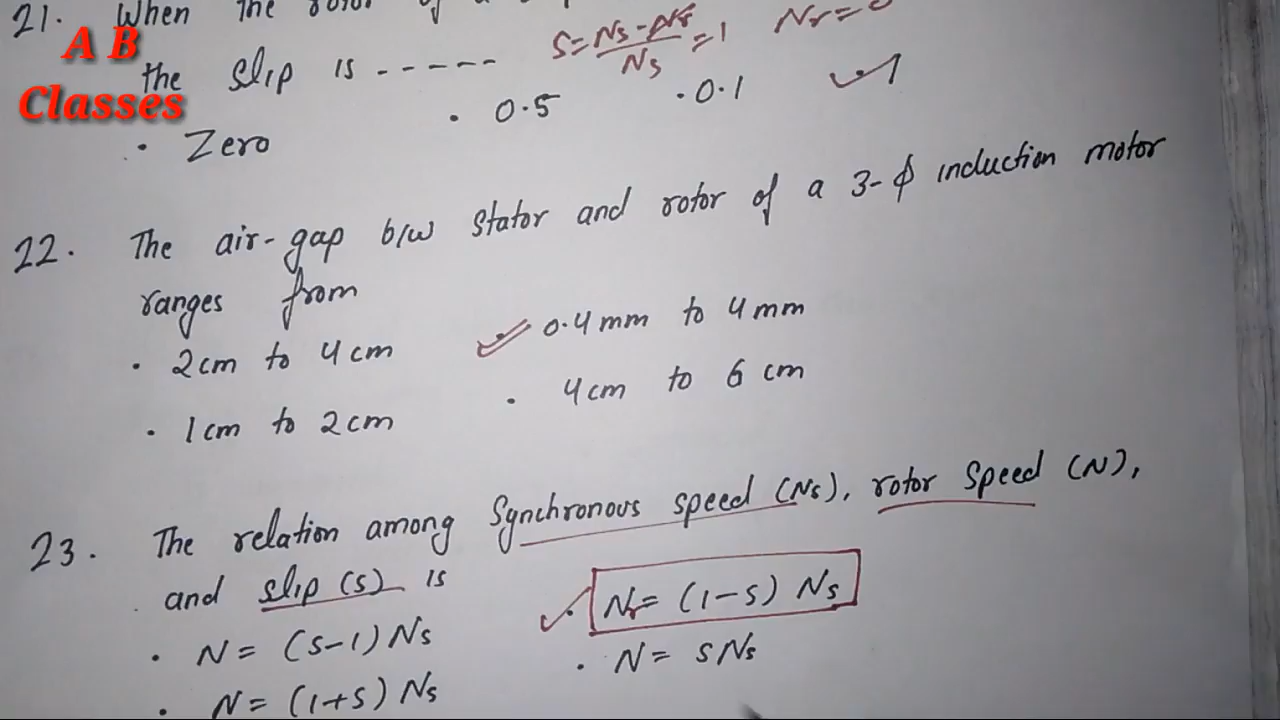 21. When the rotor of a
A B
Classes
the slip is ----- S = Ns - Nr / Ns = 1 Nr = 0
. Zero . 0.5 . 0.1 1
22. The air-gap b/w stator and rotor of a 3-ϕ induction motor
ranges from
. 2cm to 4cm 0.4mm to 4mm
. 1cm to 2cm . 4cm to 6cm
23. The relation among Synchronous speed (Ns), rotor speed (N),
and slip (s) is
. N = (s-1) Ns . Nr = (1-s) Ns
. N = (1+s) Ns . N = sNs